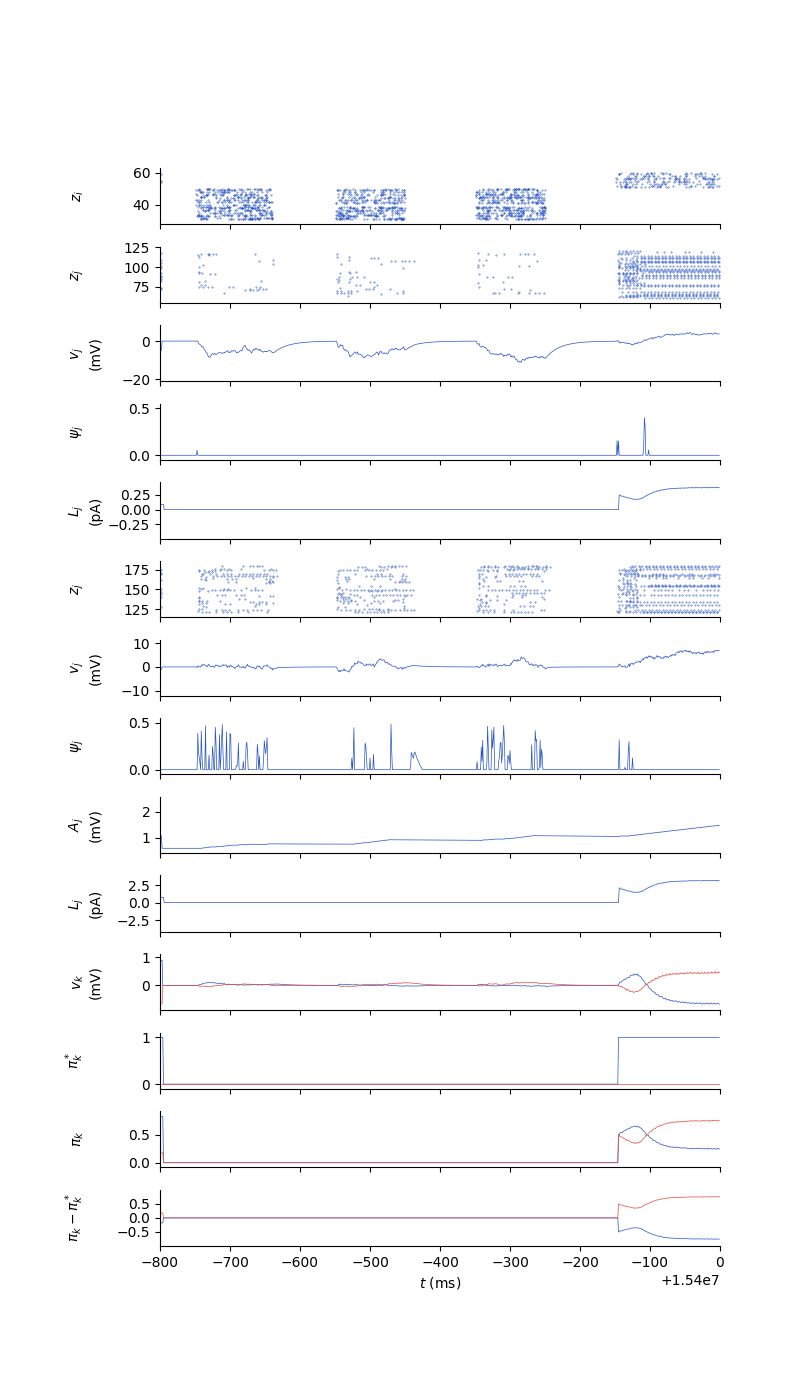 60
40
z_i
125
100
75
z_j
0
−20
v_j
(mV)
0.5
0.0
ψ_j
0.25
0.00
−0.25
L_j
(pA)
175
150
125
z_j
10
0
−10
v_j
(mV)
0.5
0.0
ψ_j
2
1
A_j
(mV)
2.5
0.0
−2.5
L_j
(pA)
1
0
v_k
(mV)
1
0
π_k^*
0.5
0.0
π_k
0.5
0.0
−0.5
π_k − π_k^*
−800 −700 −600 −500 −400 −300 −200 −100 0
t (ms)
+1.54e7